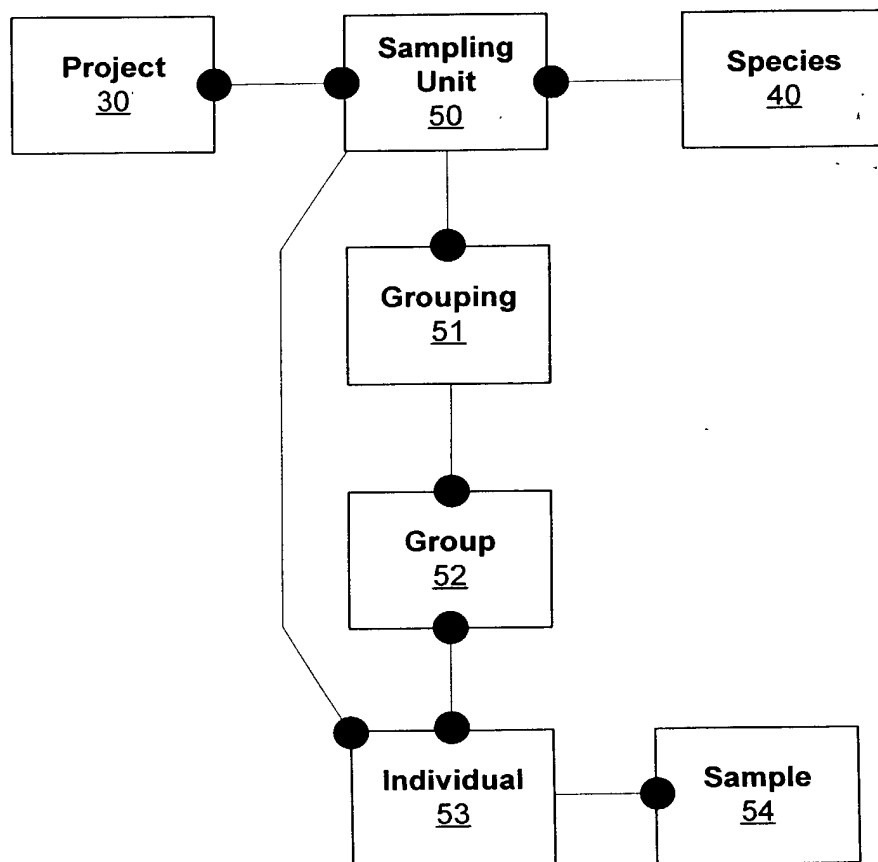 Project
30
Sampling
Unit
50
Species
40
Grouping
51
Group
52
Individual
53
Sample
54